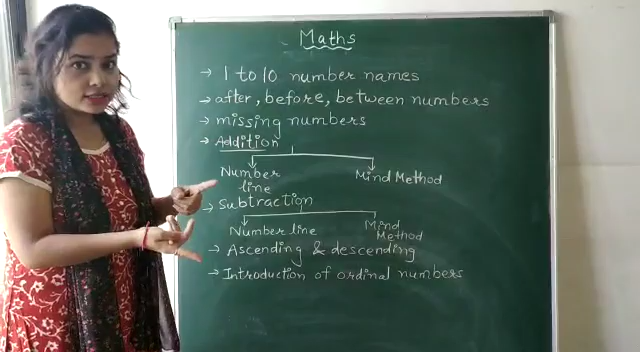 Maths
→ 1 to 10 number names
→ after, before, between numbers
→ missing numbers
→ Addition
Number line
Mind Method
→ Subtraction
Number line
Mind Method
→ Ascending & descending
→ Introduction of ordinal numbers